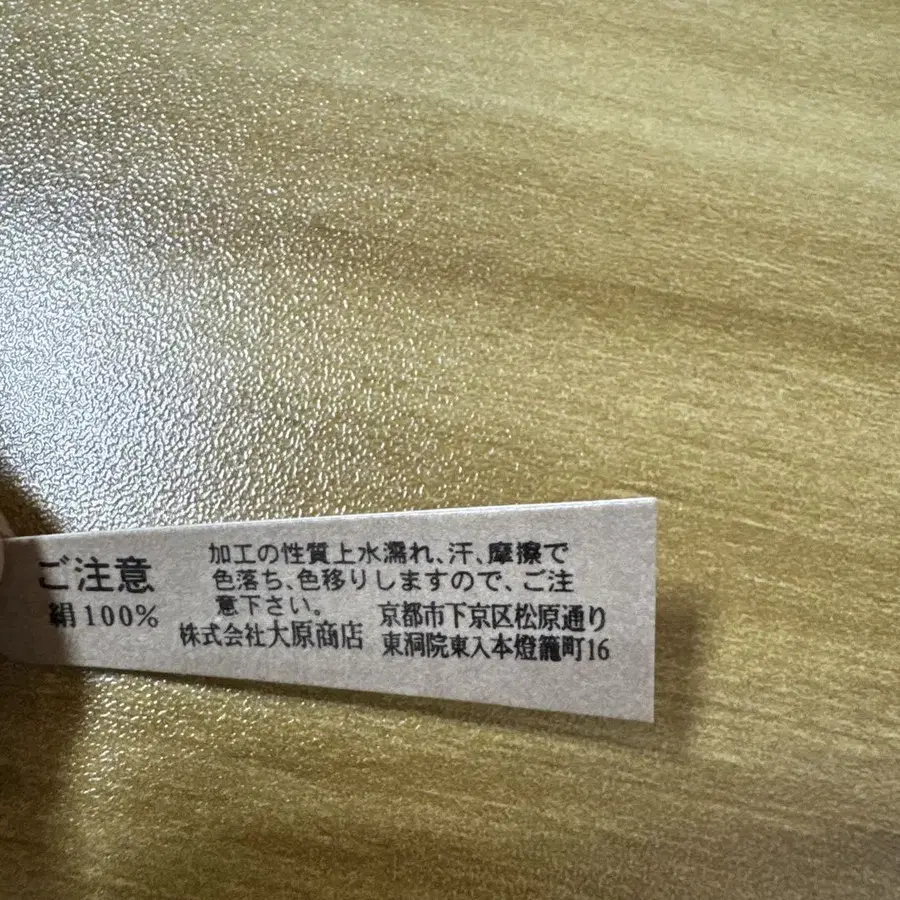 ご注意
絹100%
加工の性質上水濡れ、汗、摩擦で
色落ち、色移りしますので、ご注
意下さい。
株式会社大原商店
京都市下京区松原通り
東洞院東入本燈籠町16